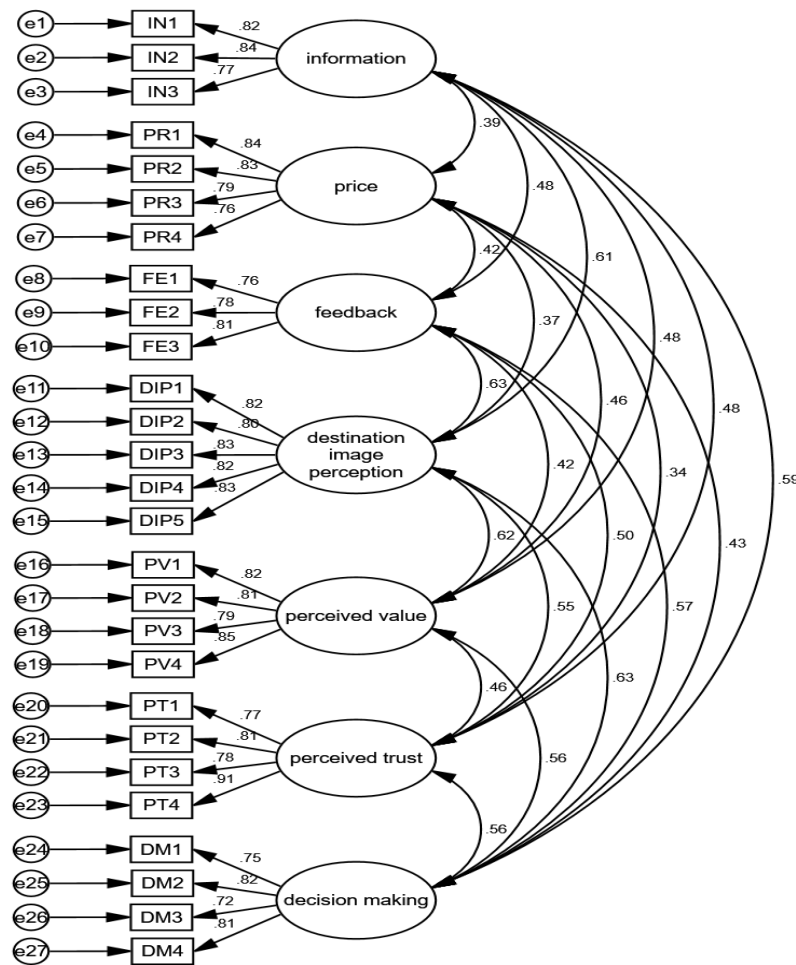 e1 IN1 .82
e2 IN2 .84 information
e3 IN3 .77
.39
e4 PR1 .84
e5 PR2 .83
price .48
e6 PR3 .79
e7 PR4 .76
.42 .61
e8 FE1 .76
e9 FE2 .78 feedback
.37
e10 FE3 .81
.48
.63
e11 DIP1 .82
.46 .48
e12 DIP2 .80
destination
e13 DIP3 .83 image
perception
.42 .34 .59
e14 DIP4 .82
e15 DIP5 .83
.62 .50 .43
e16 PV1 .82
e17 PV2 .81
perceived value .55 .57
e18 PV3 .79
e19 PV4 .85
.46 .63
e20 PT1 .77
e21 PT2 .81
perceived trust .56
e22 PT3 .78
e23 PT4 .91
.56
e24 DM1 .75
e25 DM2 .82
decision making
e26 DM3 .72
e27 DM4 .81